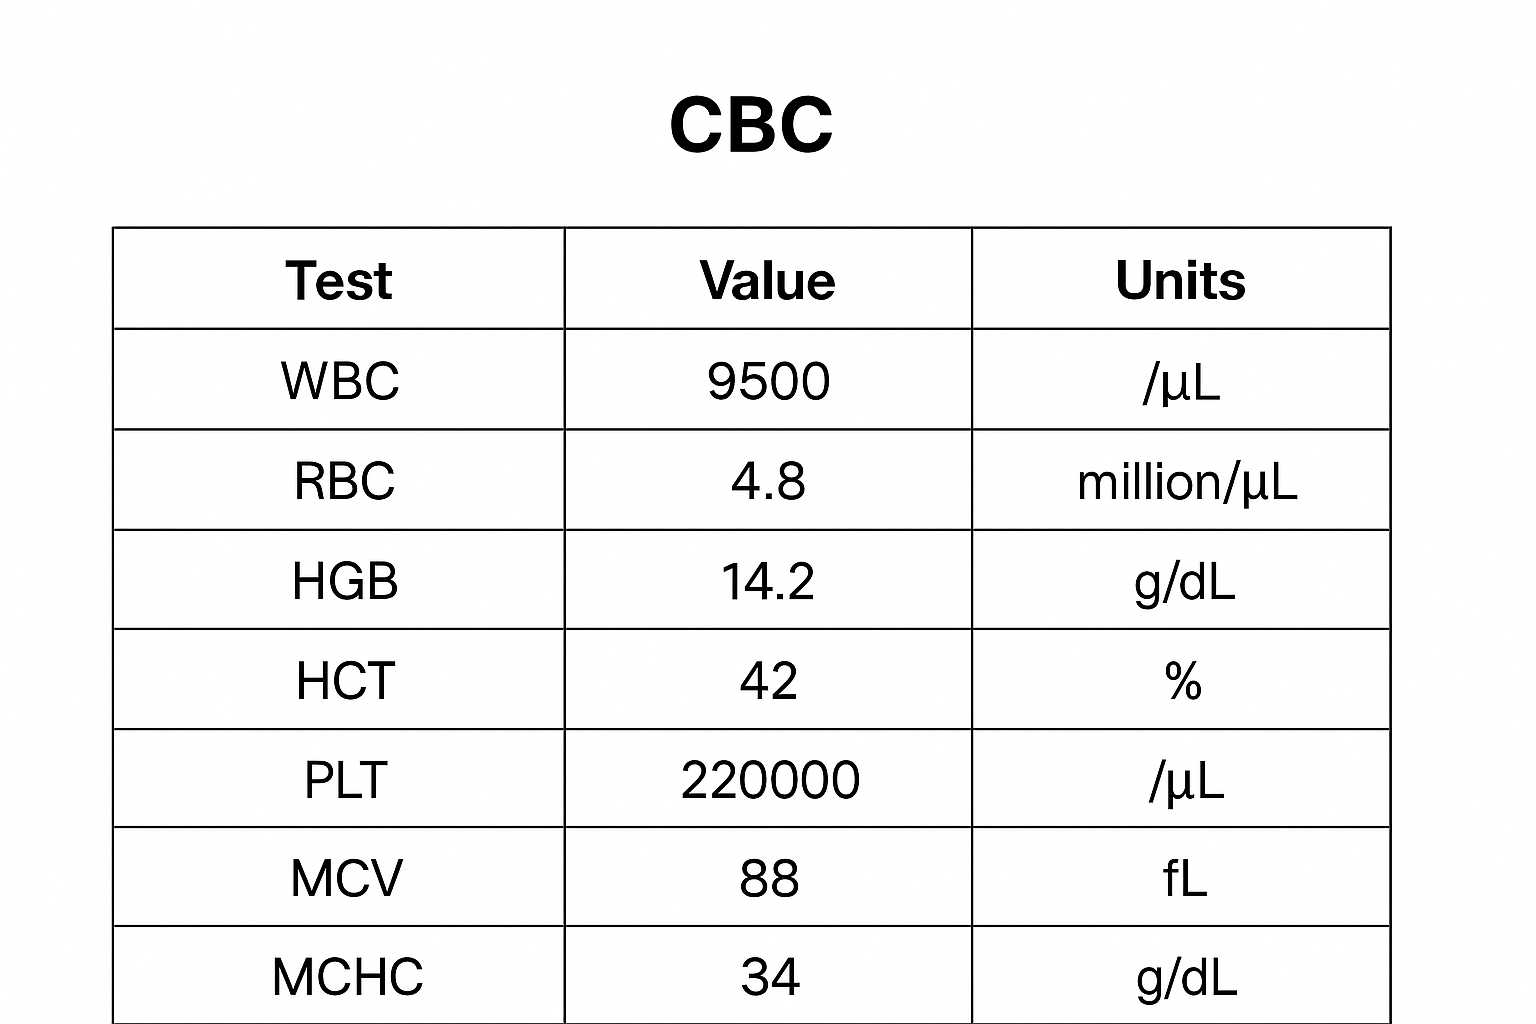 CBC
Test Value Units
WBC 9500 /µL
RBC 4.8 million/µL
HGB 14.2 g/dL
HCT 42 %
PLT 220000 /µL
MCV 88 fL
MCHC 34 g/dL